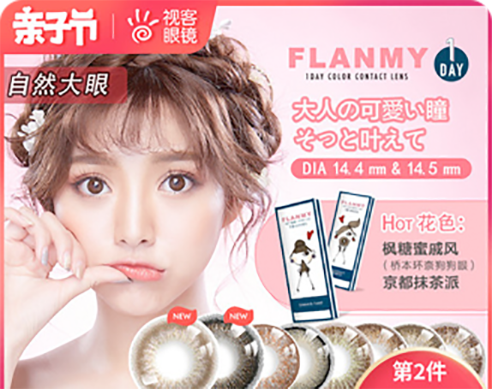 亲子节
视客
眼镜
自然大眼
FLANMY
1 DAY
1DAY COLOR CONTACT LENS
大人の可愛い瞳
そっと叶えて
DIA 14.4 mm & 14.5 mm
FLANMY
FLANMY
HOT 花色：
枫糖蜜戚风
（桥本环奈狗狗眼）
京都抹茶派
NEW
NEW
第2件